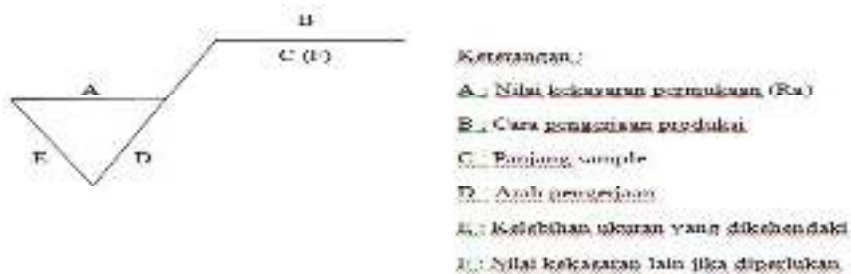 B
C (F)
A
E
D
Keterangan :
A : Nilai kekasaran permukaan (Ra)
B : Cara pengerjaan produksi
C : Panjang sample
D : Arah pengerjaan
E : Kelebihan ukuran yang dikehendaki
F : Nilai kekasaran lain jika diperlukan